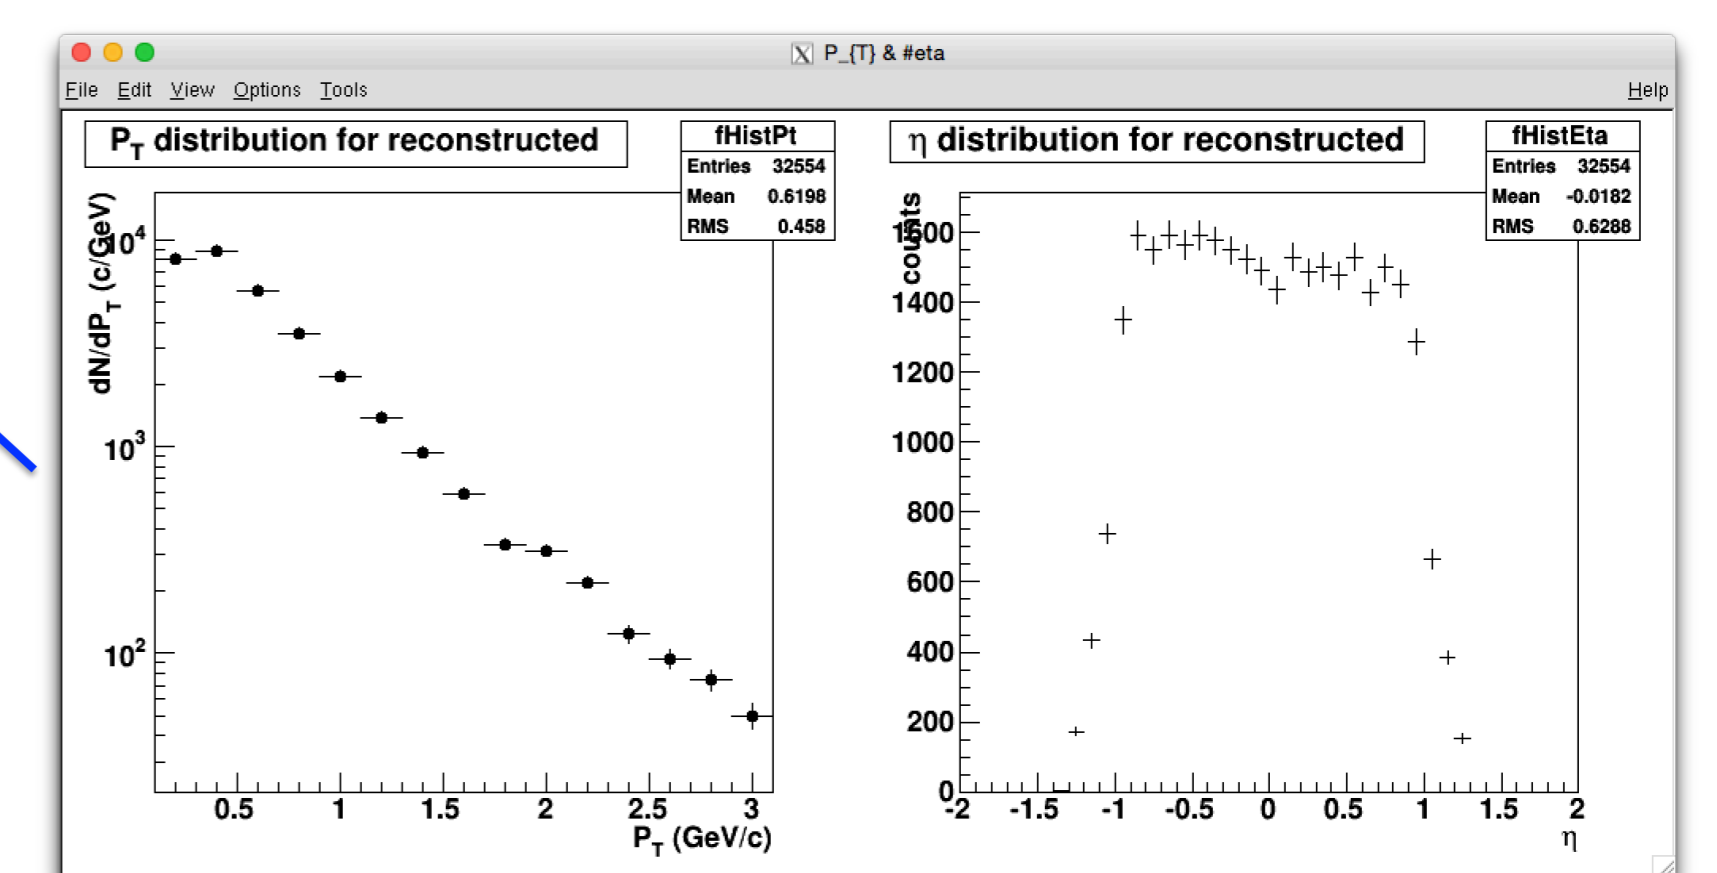 P_{T} & #eta
File Edit View Options Tools Help
P_T distribution for reconstructed
fHistPt
Entries 32554
Mean 0.6198
RMS 0.458
dN/dP_T (c/GeV)
10^4
10^3
10^2
0.5 1 1.5 2 2.5 3
P_T (GeV/c)
η distribution for reconstructed
fHistEta
Entries 32554
Mean -0.0182
RMS 0.6288
counts
1600
1400
1200
1000
800
600
400
200
0
-2 -1.5 -1 -0.5 0 0.5 1 1.5 2
η